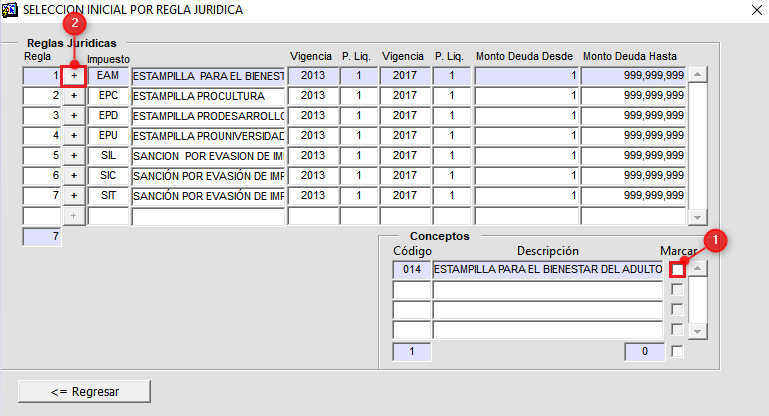 SELECCION INICIAL POR REGLA JURIDICA
2
Reglas Jurídicas
Regla Impuesto Vigencia P. Liq. Vigencia P. Liq. Monto Deuda Desde Monto Deuda Hasta
1 + EAM ESTAMPILLA PARA EL BIENEST 2013 1 2017 1 1 999,999,999
2 + EPC ESTAMPILLA PROCULTURA 2013 1 2017 1 1 999,999,999
3 + EPD ESTAMPILLA PRODESARROLLO 2013 1 2017 1 1 999,999,999
4 + EPU ESTAMPILLA PROUNIVERSIDAD 2013 1 2017 1 1 999,999,999
5 + SIL SANCION POR EVASION DE IMP 2013 1 2017 1 1 999,999,999
6 + SIC SANCIÓN POR EVASIÓN DE IMP 2013 1 2017 1 1 999,999,999
7 + SIT SANCIÓN POR EVASIÓN DE IMP 2013 1 2017 1 1 999,999,999
+
7
Conceptos
1
Código Descripción Marcar
014 ESTAMPILLA PARA EL BIENESTAR DEL ADULTO
1 0
<= Regresar